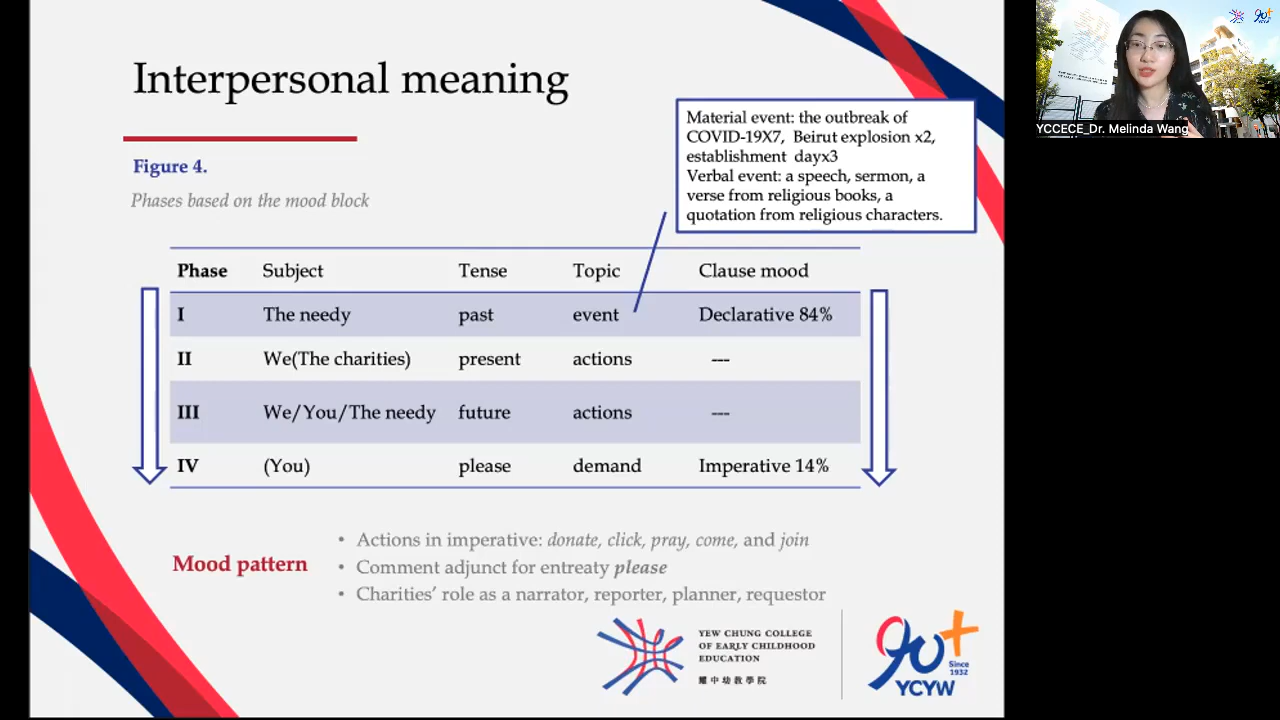 Interpersonal meaning
Material event: the outbreak of
COVID-19X7, Beirut explosion x2,
establishment dayx3
Verbal event: a speech, sermon, a
verse from religious books, a
quotation from religious characters.
Figure 4.
Phases based on the mood block
Phase Subject Tense Topic Clause mood
I The needy past event Declarative 84%
II We(The charities) present actions ---
III We/You/The needy future actions ---
IV (You) please demand Imperative 14%
Mood pattern
• Actions in imperative: donate, click, pray, come, and join
• Comment adjunct for entreaty please
• Charities' role as a narrator, reporter, planner, requestor
YEW CHUNG COLLEGE
OF EARLY CHILDHOOD
EDUCATION
耀中幼教學院
90+
Since
1932
YCYW
YCCECE_Dr. Melinda Wang